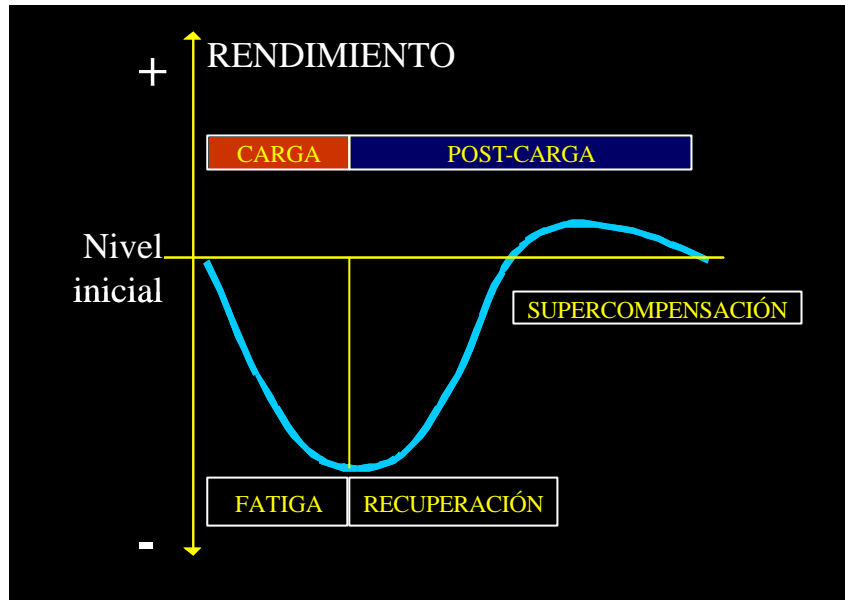 +
RENDIMIENTO
CARGA
POST-CARGA
Nivel
inicial
SUPERCOMPENSACIÓN
FATIGA
RECUPERACIÓN
-